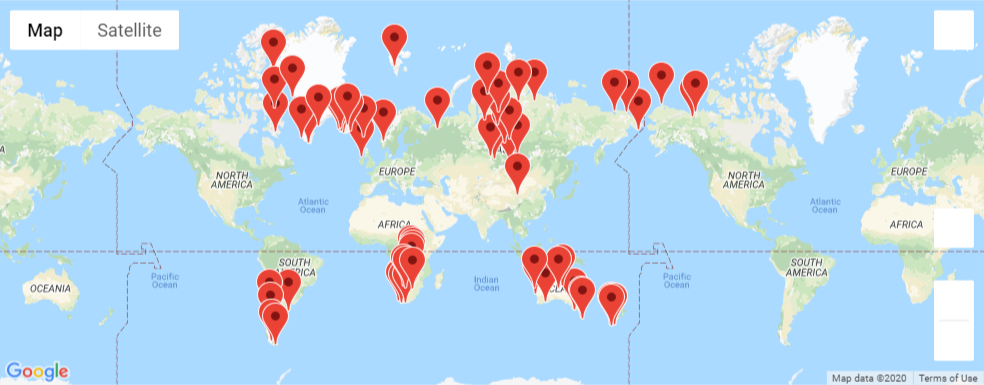 Map
Satellite
A
NORTH
AMERICA
EUROPE
NORTH
AMERICA
EUROPE
Atlantic
Ocean
Atlantic
Ocean
AFRICA
AFRICA
SOUTH
AMERICA
SOUTH
AMERICA
Pacific
Ocean
Indian
Ocean
Pacific
Ocean
OCEANIA
Google
Map data ©2020
Terms of Use